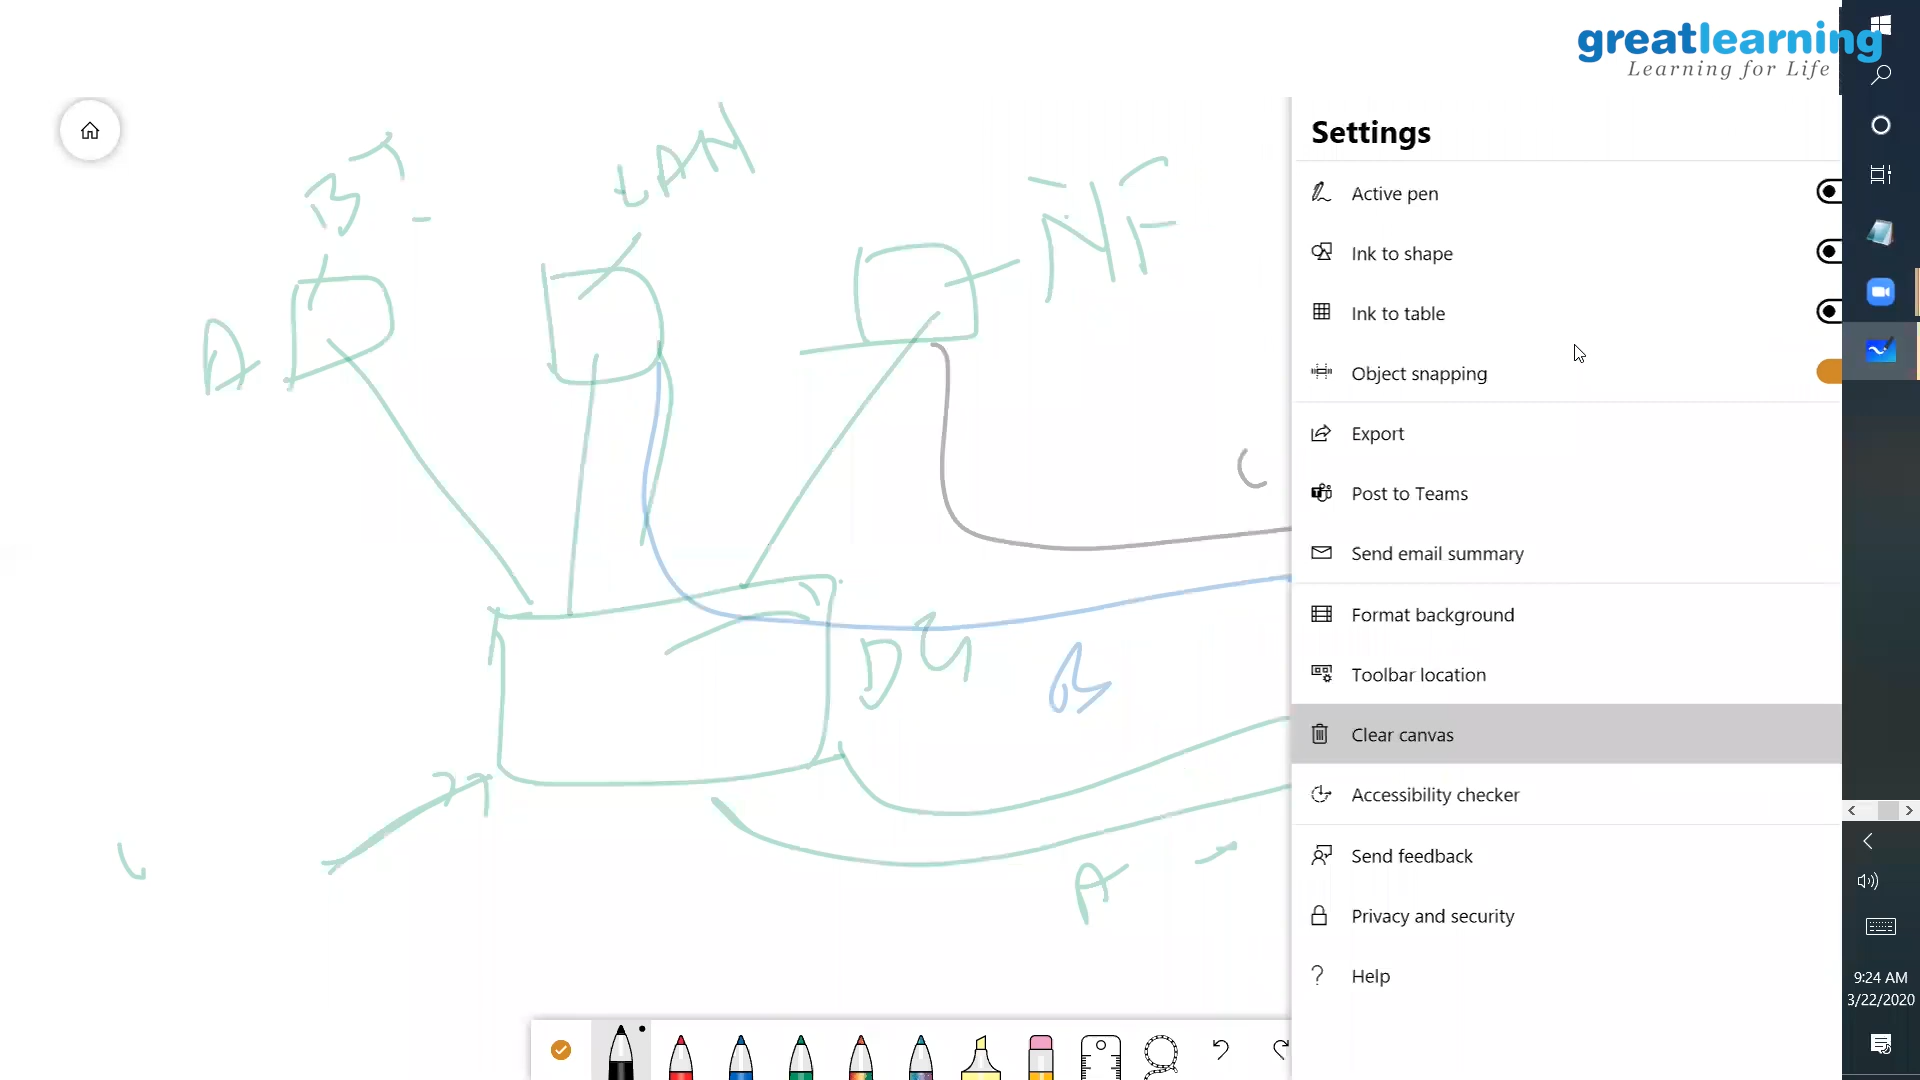 greatlearning
Learning for Life
Settings
Active pen
Ink to shape
Ink to table
Object snapping
Export
Post to Teams
Send email summary
Format background
Toolbar location
Clear canvas
Accessibility checker
Send feedback
Privacy and security
? Help
LAN
NF
A
C
B
A
9:24 AM
3/22/2020